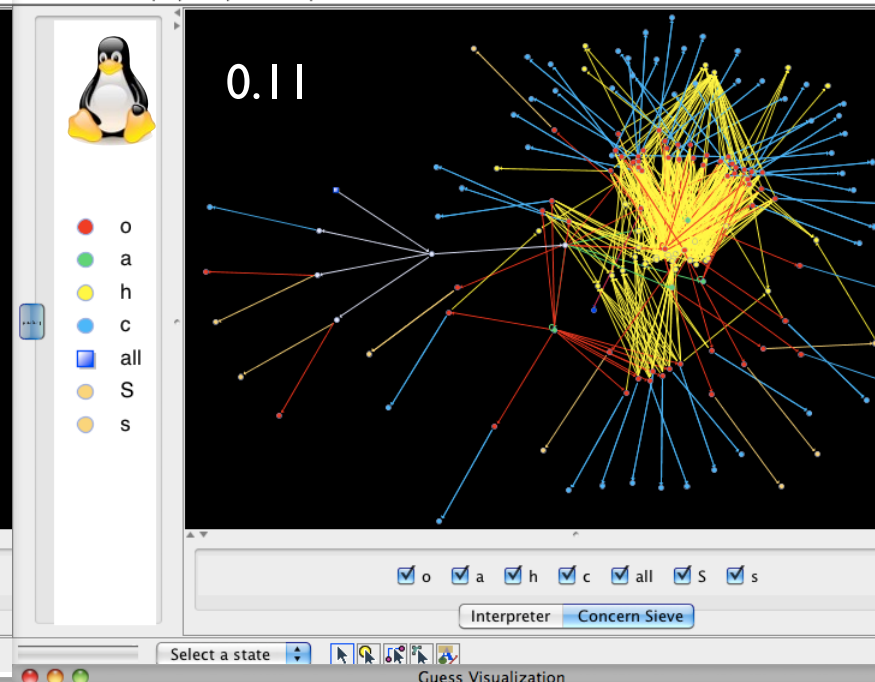 0.11
o
a
h
c
all
S
s
o a h c all S s
Interpreter Concern Sieve
Select a state
Guess Visualization